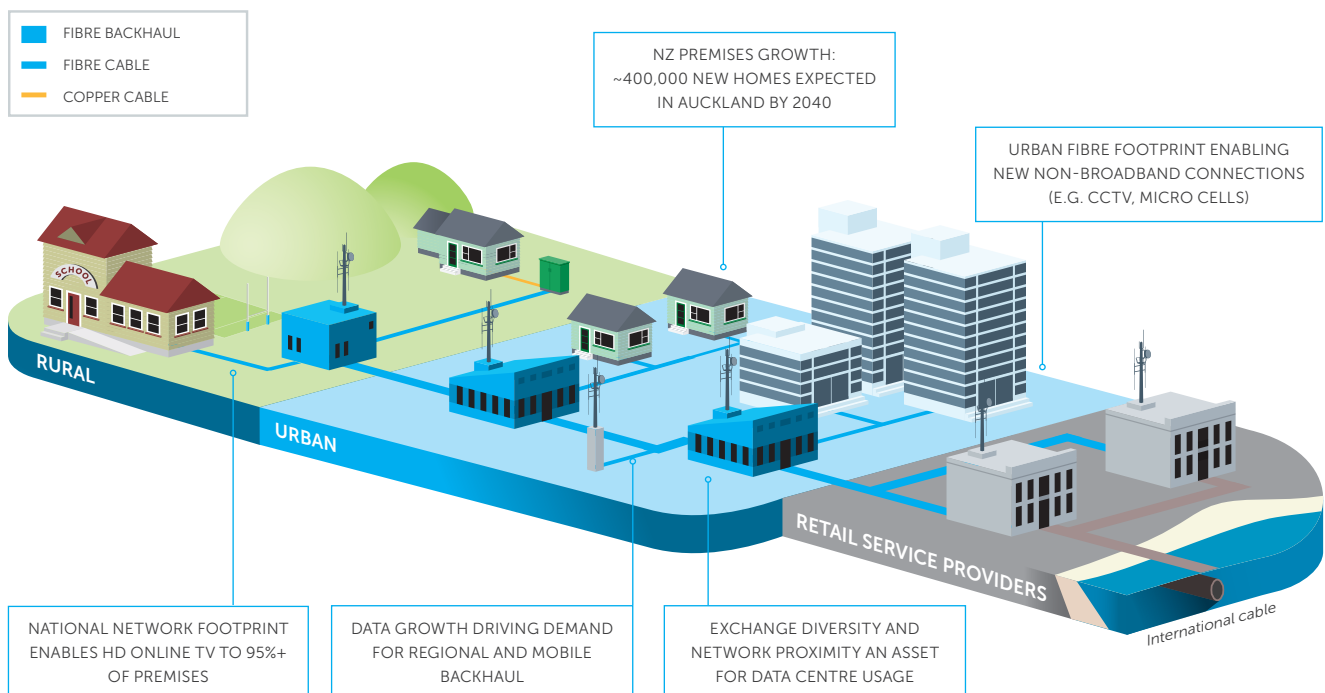 FIBRE BACKHAUL
FIBRE CABLE
COPPER CABLE
NZ PREMISES GROWTH:
~400,000 NEW HOMES EXPECTED
IN AUCKLAND BY 2040
URBAN FIBRE FOOTPRINT ENABLING
NEW NON-BROADBAND CONNECTIONS
(E.G. CCTV, MICRO CELLS)
SCHOOL
RURAL
URBAN
RETAIL SERVICE PROVIDERS
International cable
NATIONAL NETWORK FOOTPRINT
ENABLES HD ONLINE TV TO 95%+
OF PREMISES
DATA GROWTH DRIVING DEMAND
FOR REGIONAL AND MOBILE
BACKHAUL
EXCHANGE DIVERSITY AND
NETWORK PROXIMITY AN ASSET
FOR DATA CENTRE USAGE